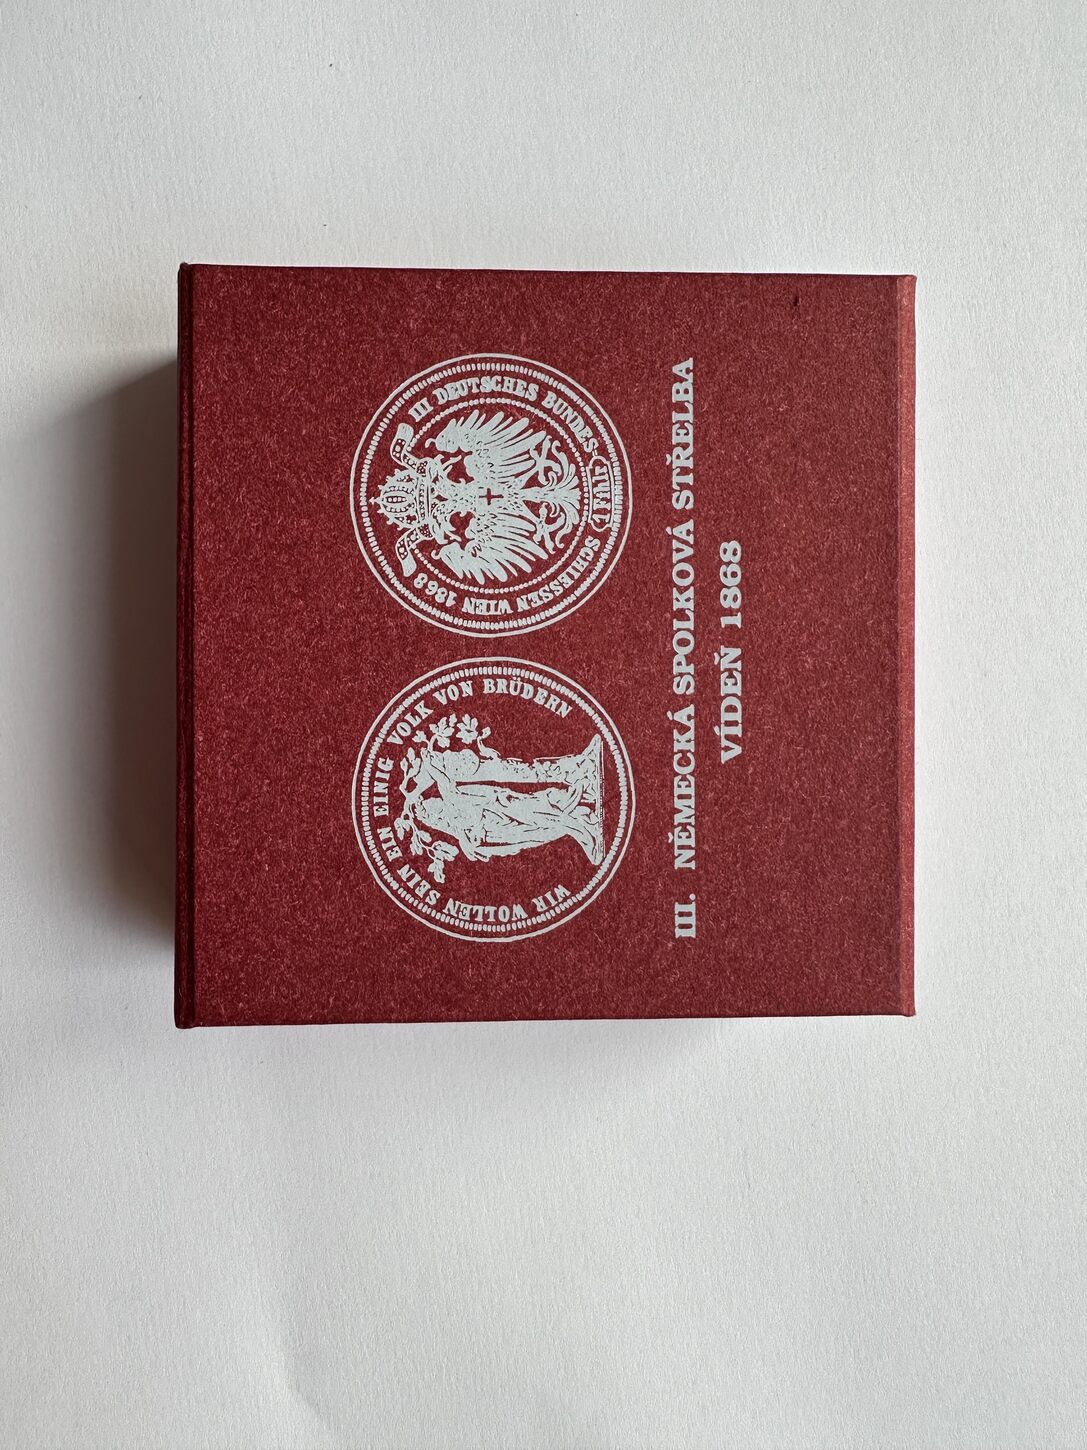 WIR WOLLEN SEIN EIN EINIG VOLK VON BRÜDERN
III DEUTSCHES BUNDES-
SCHIESSEN WIEN 1868
III. NĚMECKÁ SPOLKOVÁ STŘELBA
VÍDEŇ 1868